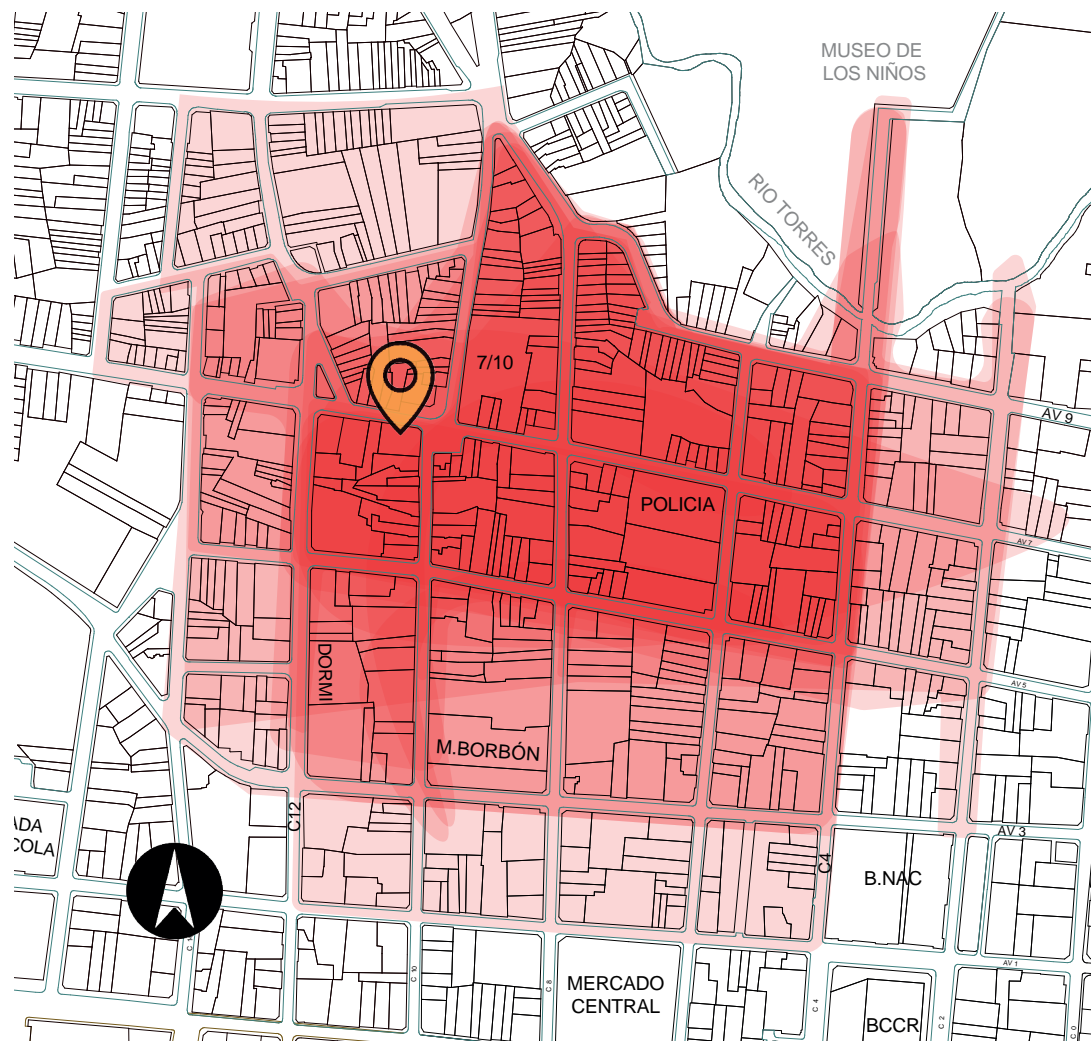 MUSEO DE
LOS NIÑOS
RIO TORRES
7/10
AV 9
POLICIA
AV 7
AV 5
DORMI
M.BORBÓN
C12
AV 3
C4
ADA
COLA
B.NAC
C 10
C 8
C 4
C 2
C 0
AV 1
MERCADO
CENTRAL
BCCR